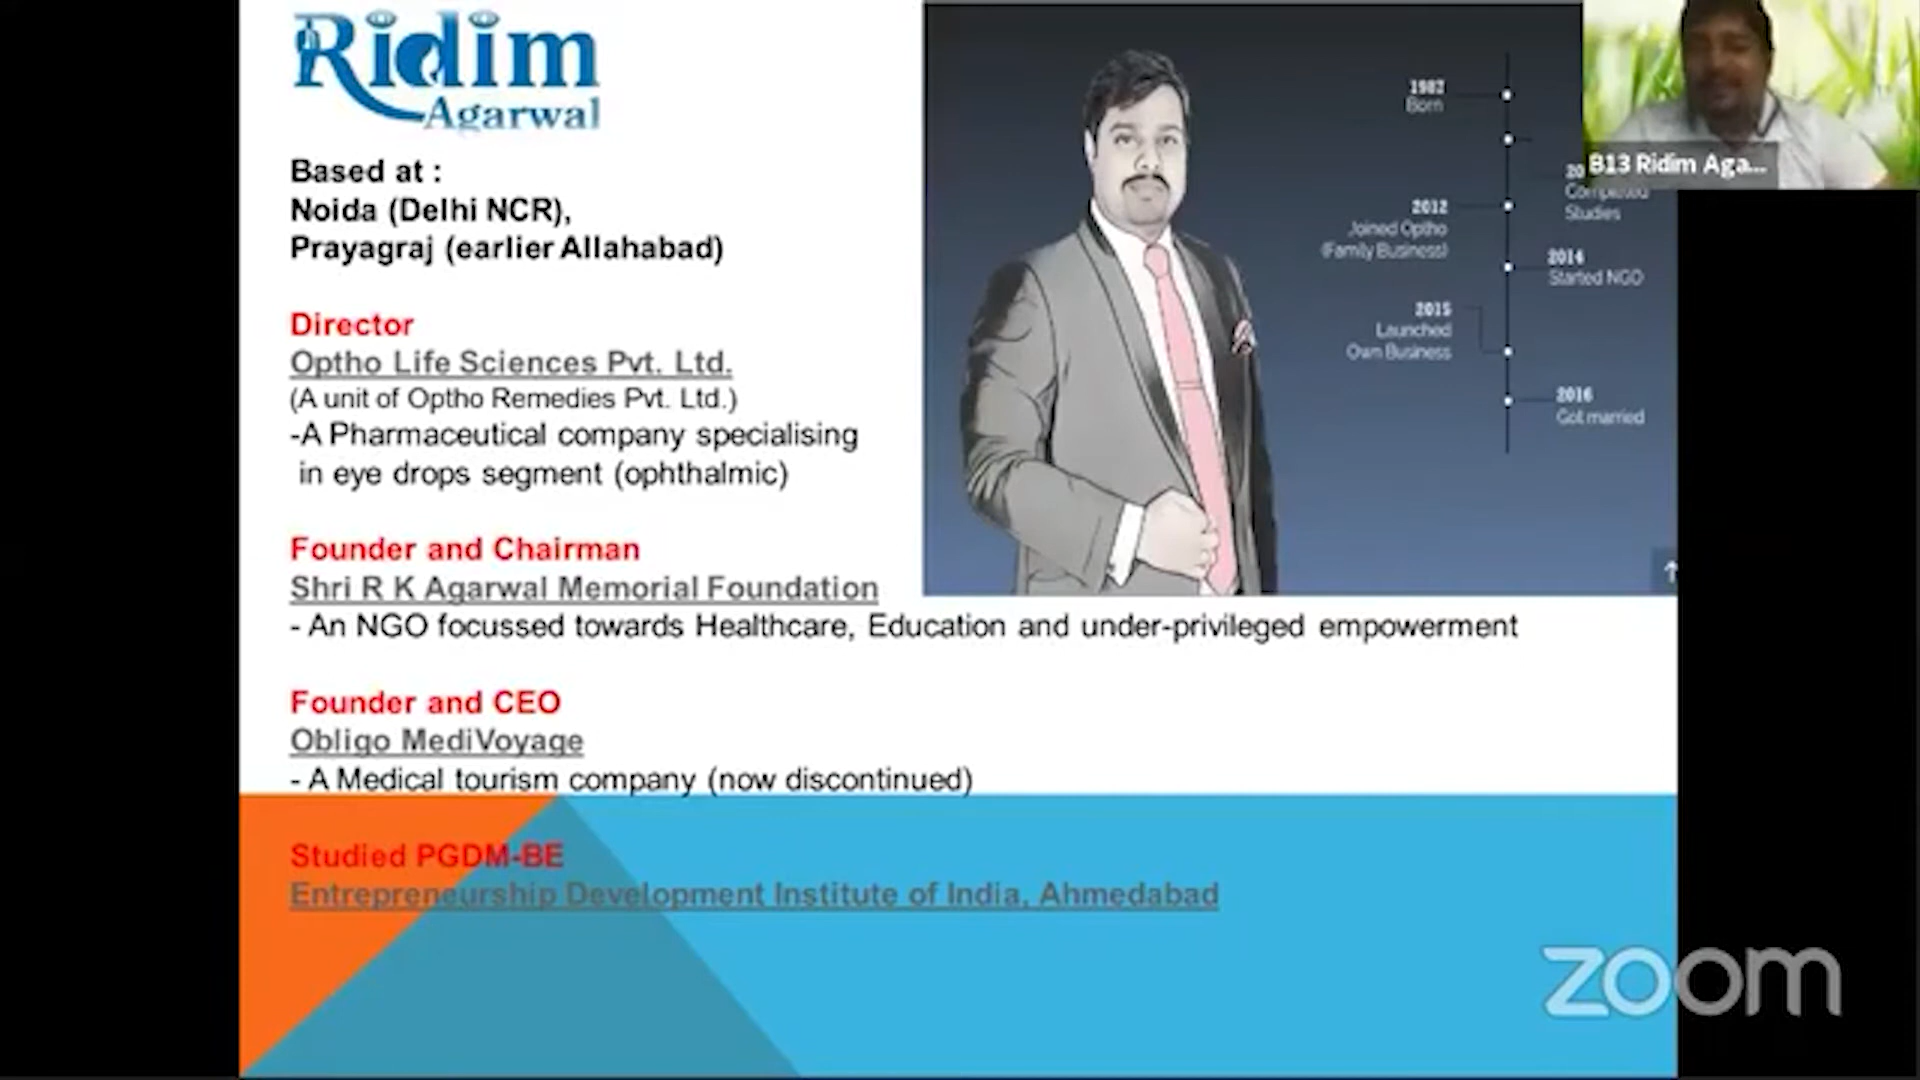 Ridim
Agarwal
Based at :
Noida (Delhi NCR),
Prayagraj (earlier Allahabad)
Director
Optho Life Sciences Pvt. Ltd.
(A unit of Optho Remedies Pvt. Ltd.)
-A Pharmaceutical company specialising
in eye drops segment (ophthalmic)
Founder and Chairman
Shri R K Agarwal Memorial Foundation
- An NGO focussed towards Healthcare, Education and under-privileged empowerment
Founder and CEO
Obligo MediVoyage
- A Medical tourism company (now discontinued)
Studied PGDM-BE
Entrepreneurship Development Institute of India, Ahmedabad
1987
Born
Completed
Studies
2012
Joined Optho
(Family Business)
2014
Started NGO
2015
Launched
Own Business
2016
Got married
B13 Ridim Aga...
zoom